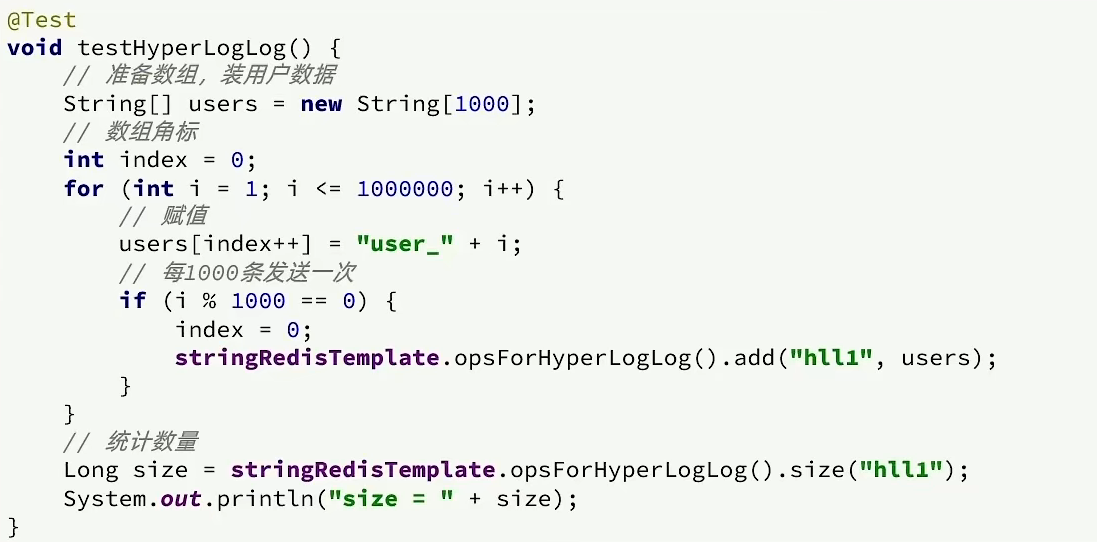 @Test
void testHyperLogLog() {
    // 准备数组，装用户数据
    String[] users = new String[1000];
    // 数组角标
    int index = 0;
    for (int i = 1; i <= 1000000; i++) {
        // 赋值
        users[index++] = "user_" + i;
        // 每1000条发送一次
        if (i % 1000 == 0) {
            index = 0;
            stringRedisTemplate.opsForHyperLogLog().add("hll1", users);
        }
    }
    // 统计数量
    Long size = stringRedisTemplate.opsForHyperLogLog().size("hll1");
    System.out.println("size = " + size);
}